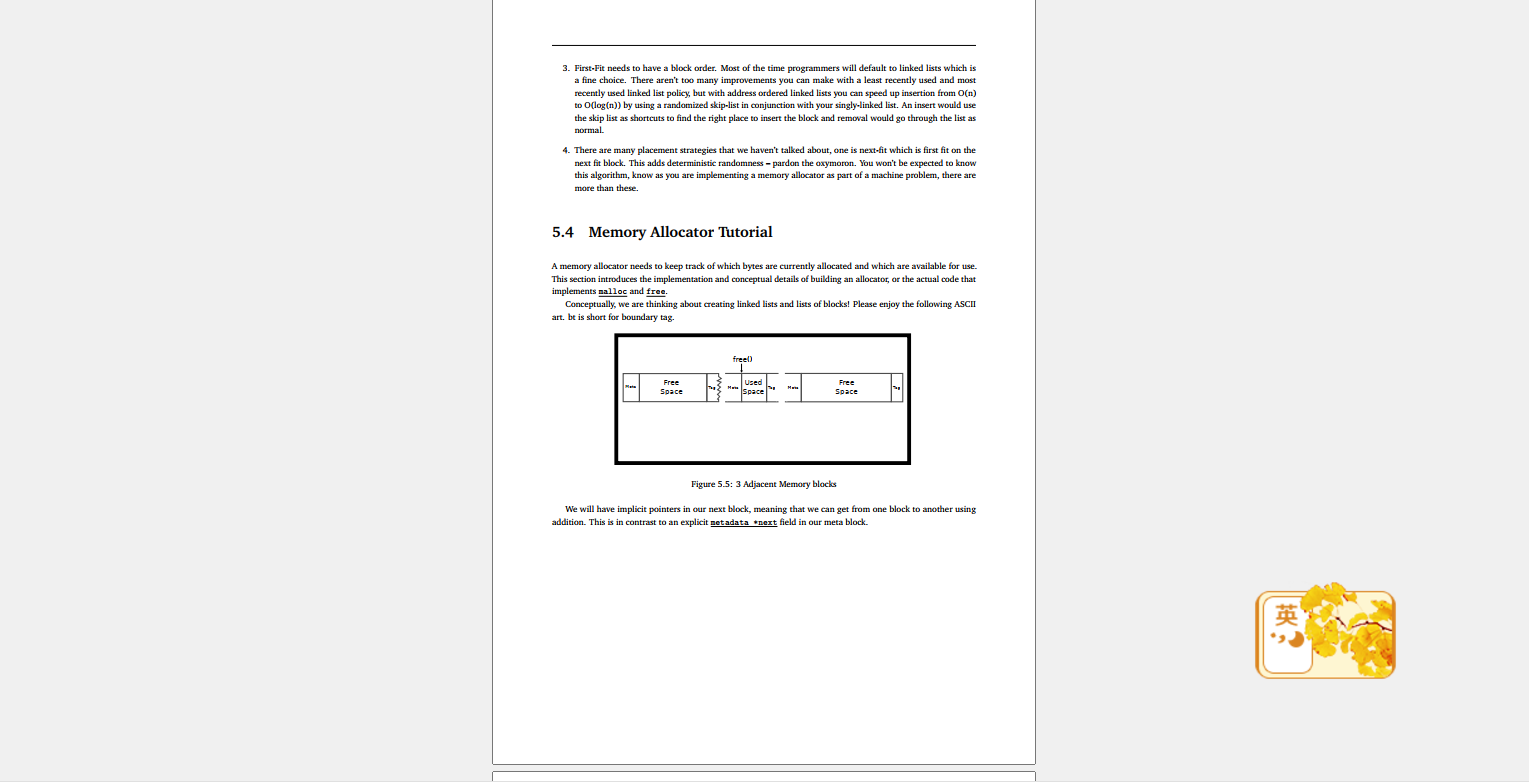 3. First-Fit needs to have a block order. Most of the time programmers will default to linked lists which is
a fine choice. There aren't too many improvements you can make with a least recently used and most
recently used linked list policy, but with address ordered linked lists you can speed up insertion from O(n)
to O(log(n)) by using a randomized skip-list in conjunction with your singly-linked list. An insert would use
the skip list as shortcuts to find the right place to insert the block and removal would go through the list as
normal.
4. There are many placement strategies that we haven't talked about, one is next-fit which is first fit on the
next fit block. This adds deterministic randomness – pardon the oxymoron. You won't be expected to know
this algorithm, know as you are implementing a memory allocator as part of a machine problem, there are
more than these.
5.4 Memory Allocator Tutorial
A memory allocator needs to keep track of which bytes are currently allocated and which are available for use.
This section introduces the implementation and conceptual details of building an allocator, or the actual code that
implements malloc and free.
Conceptually, we are thinking about creating linked lists and lists of blocks! Please enjoy the following ASCII
art. bt is short for boundary tag.
free()
Meta Free Tag Meta Used Tag Meta Free Tag
Space Space Space
Figure 5.5: 3 Adjacent Memory blocks
We will have implicit pointers in our next block, meaning that we can get from one block to another using
addition. This is in contrast to an explicit metadata *next field in our meta block.
英